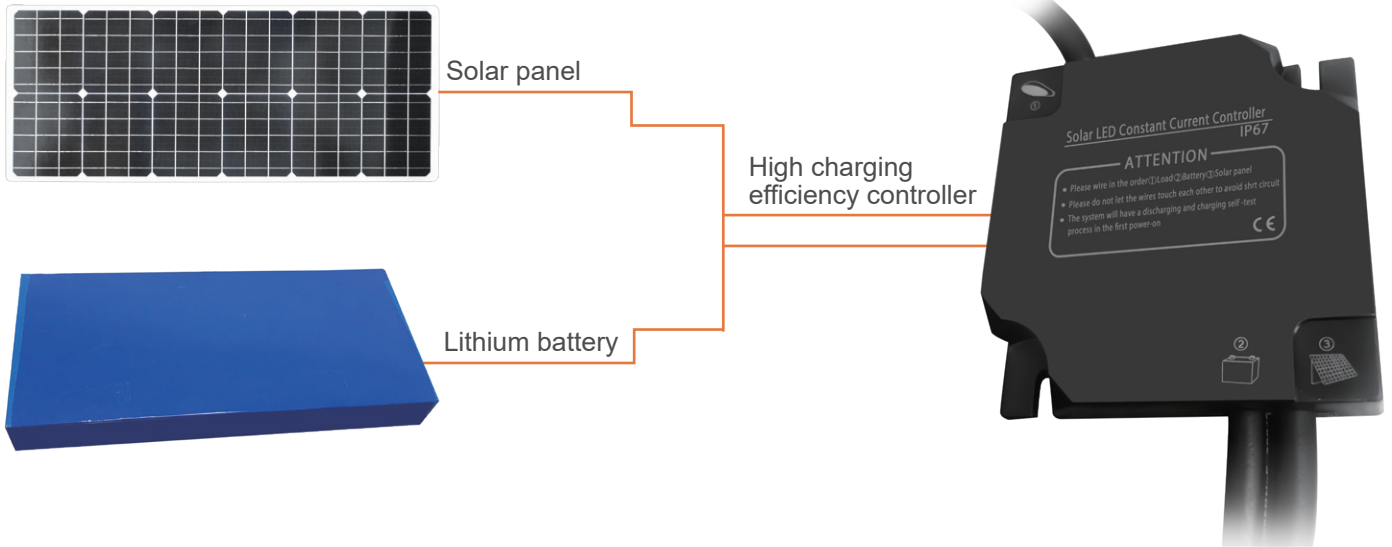 Solar panel
High charging
efficiency controller
Lithium battery
①
Solar LED Constant Current Controller
IP67
ATTENTION
• Please wire in the order①Load②Battery③Solar panel
• Please do not let the wires touch each other to avoid shrt circuit
• The system will have a discharging and charging self-test
process in the first power-on
CE
②
③